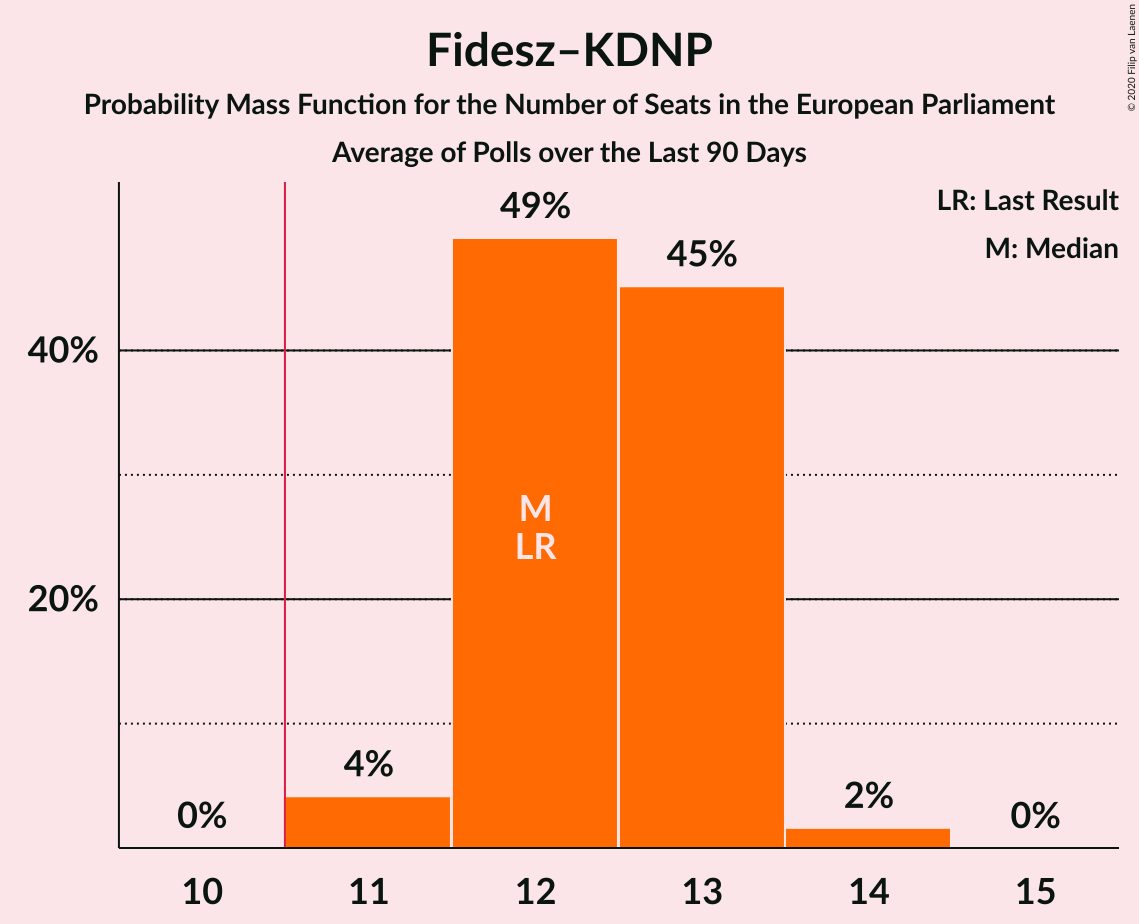 Fidesz–KDNP
Probability Mass Function for the Number of Seats in the European Parliament
Average of Polls over the Last 90 Days
© 2020 Filip van Laenen
LR: Last Result
M: Median
49%
45%
40%
M
LR
20%
4%
2%
0%
0%
10 11 12 13 14 15